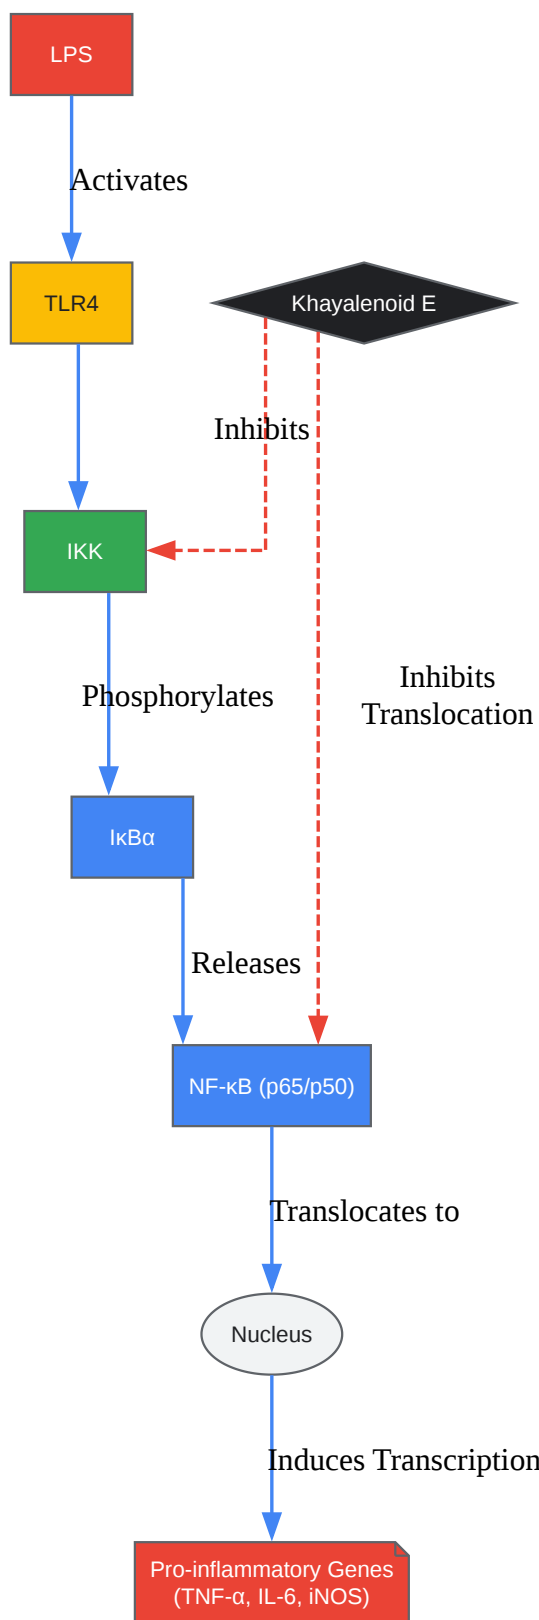 LPS
Activates
TLR4
Khayalenoid E
Inhibits
IKK
Phosphorylates
Inhibits
Translocation
IκBα
Releases
NF-κB (p65/p50)
Translocates to
Nucleus
Induces Transcription
Pro-inflammatory Genes
(TNF-α, IL-6, iNOS)